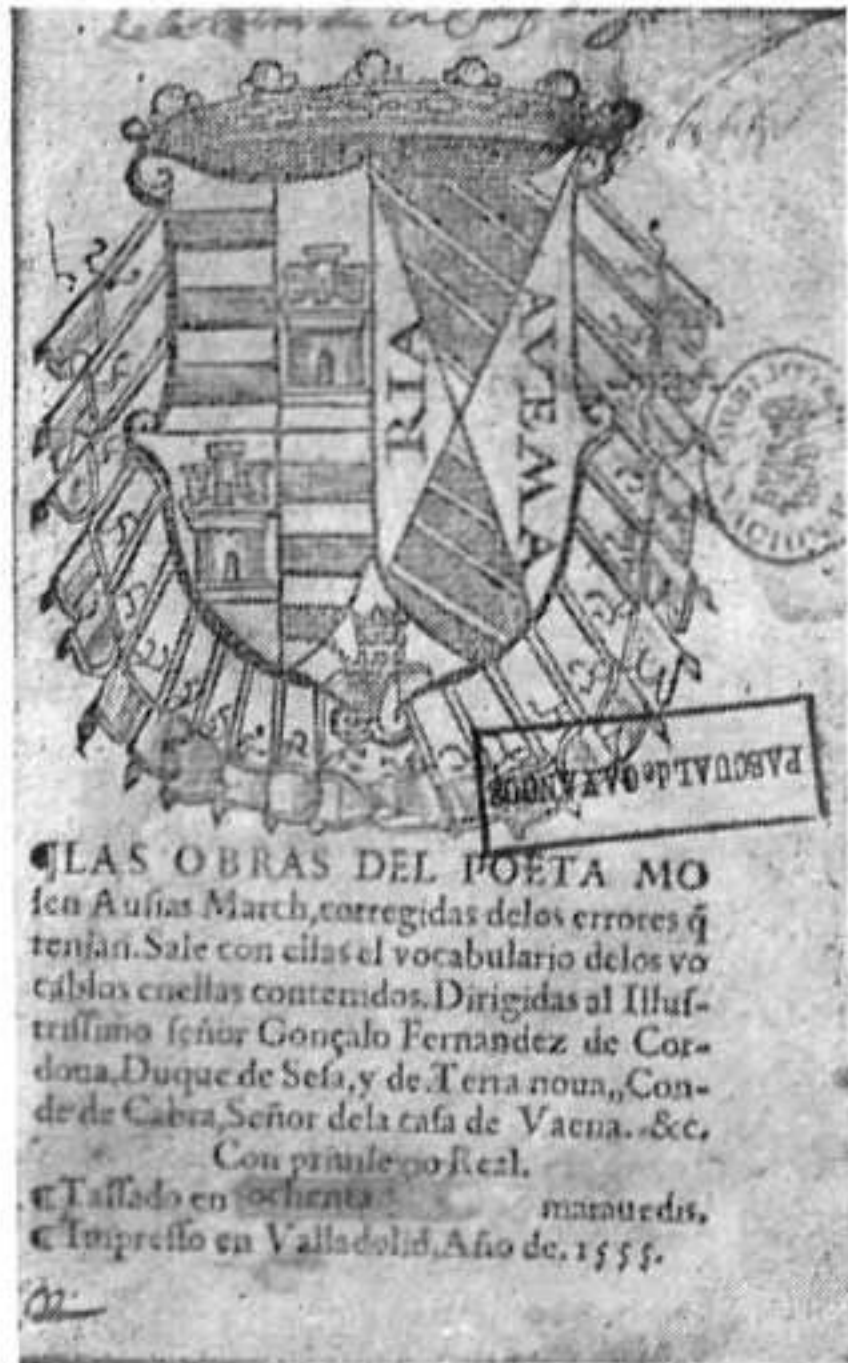 RIA
AVEMA
PASCUAL de GAYANGOS
¶LAS OBRAS DEL POETA MO
ſen Auſias March, corregidas delos errores q̃
tenian. Sale con ellas el vocabulario delos vo
cablos enellas contenidos. Dirigidas al Illuſ-
triſſimo ſeñor Gonçalo Fernandez de Cor-
doua, Duque de Seſa, y de Terra noua,, Con-
de de Cabra, Señor dela caſa de Vaena. &c.
Con priuilegio Real.
¶Taſſado en ochenta marauedis.
¶Impreſſo en Valladolid, Año de. 1555.